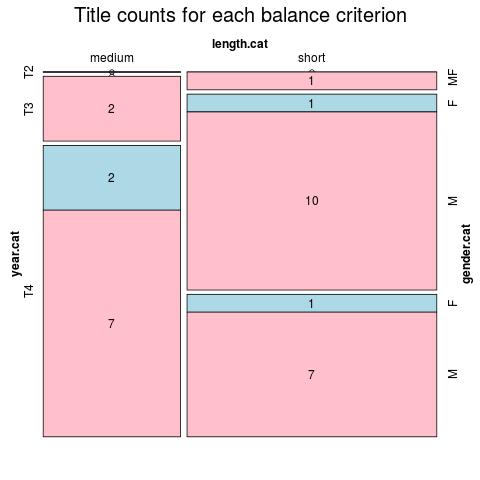 Title counts for each balance criterion
length.cat
medium short
T2
T3
T4
year.cat
2
2
7
1
1
10
1
7
MF
F
M
F
M
gender.cat